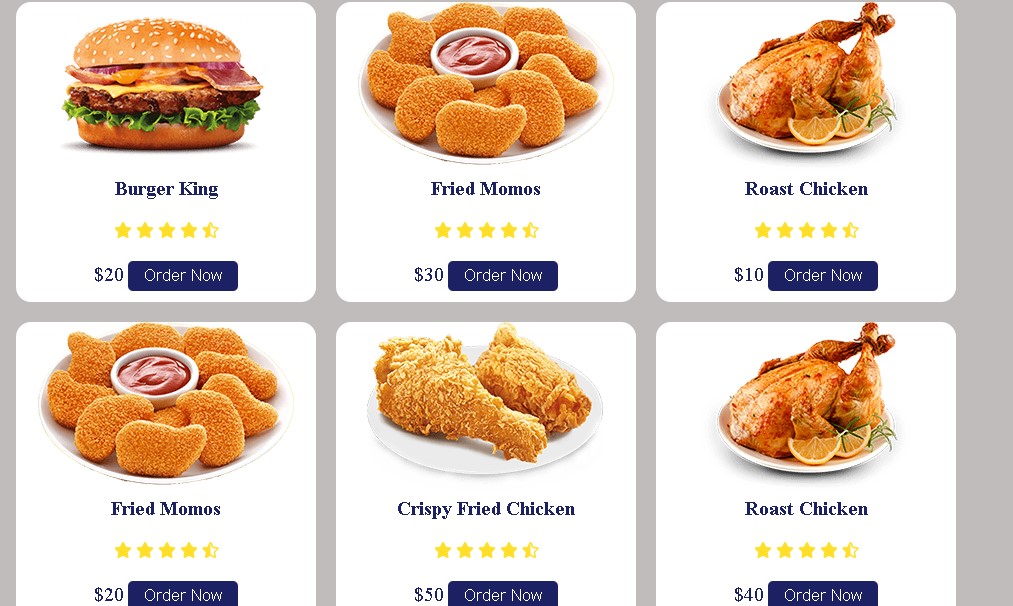 Burger King Fried Momos Roast Chicken
$20 Order Now $30 Order Now $10 Order Now
Fried Momos Crispy Fried Chicken Roast Chicken
$20 Order Now $50 Order Now $40 Order Now